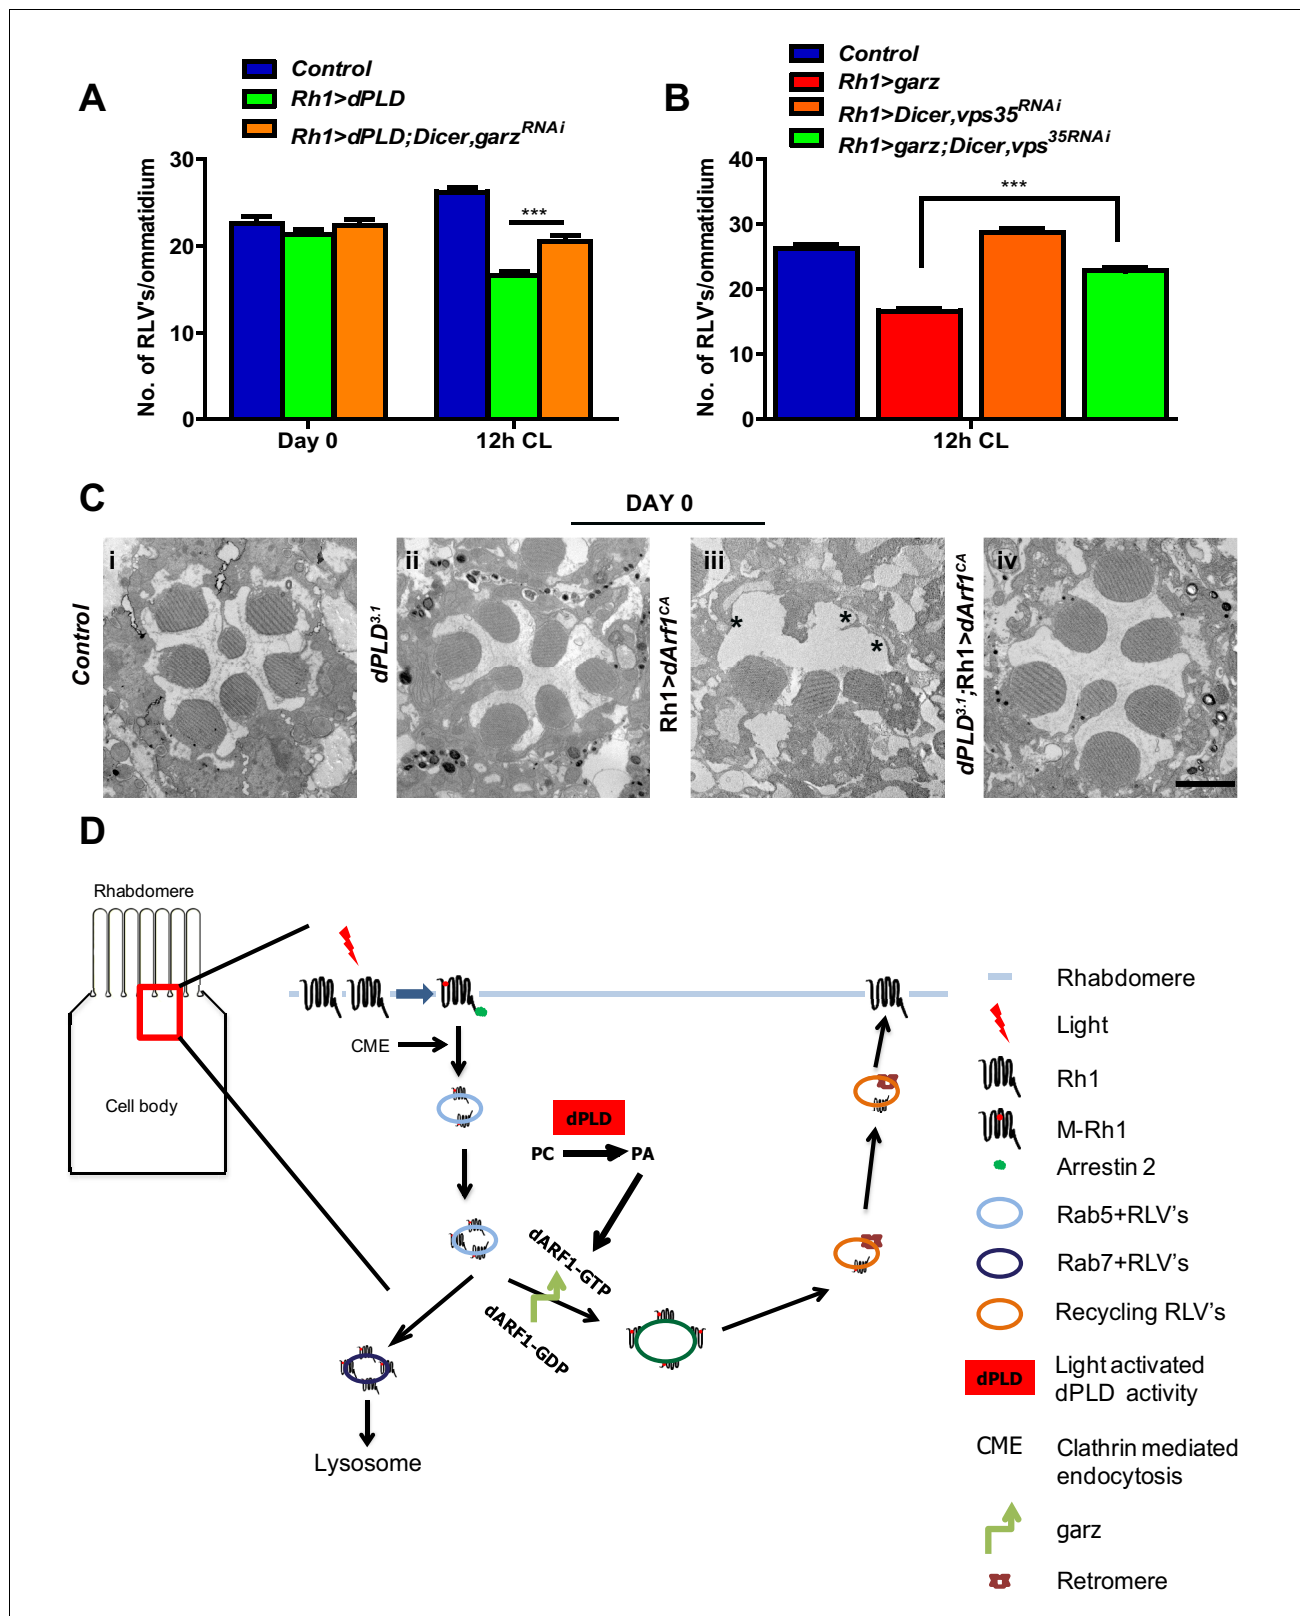 A
Control
Rh1>dPLD
Rh1>dPLD;Dicer,garz^RNAi
No. of RLV's/ommatidium
30
20
10
0
***
Day 0
12h CL
B
Control
Rh1>garz
Rh1>Dicer,vps35^RNAi
Rh1>garz;Dicer,vps^35RNAi
No. of RLV's/ommatidium
40
30
20
10
0
***
12h CL
C
DAY 0
Control
i
dPLD^3.1
ii
Rh1>dArf1^CA
iii
*
*
*
dPLD^3.1;Rh1>dArf1^CA
iv
D
Rhabdomere
Cell body
CME
dPLD
PC
PA
dARF1-GTP
dARF1-GDP
Lysosome
Rhabdomere
Light
Rh1
M-Rh1
Arrestin 2
Rab5+RLV's
Rab7+RLV's
Recycling RLV's
dPLD
Light activated
dPLD activity
CME
Clathrin mediated
endocytosis
garz
Retromere